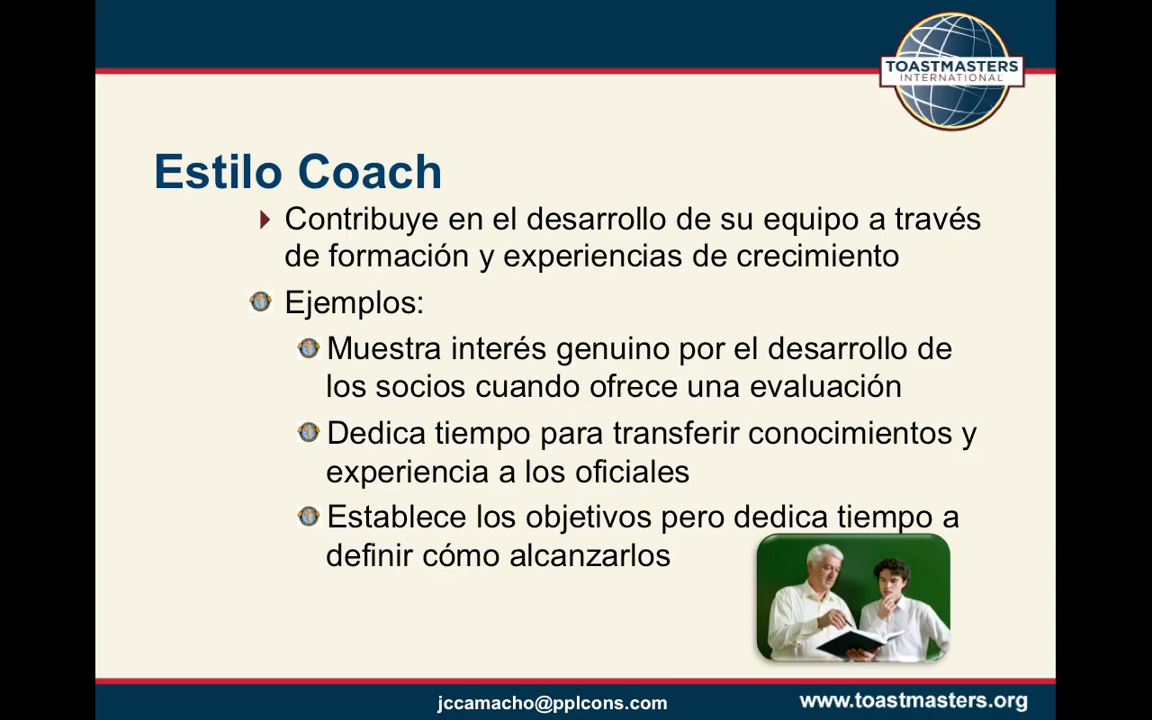 TOASTMASTERS
INTERNATIONAL
Estilo Coach
Contribuye en el desarrollo de su equipo a través
de formación y experiencias de crecimiento
Ejemplos:
Muestra interés genuino por el desarrollo de
los socios cuando ofrece una evaluación
Dedica tiempo para transferir conocimientos y
experiencia a los oficiales
Establece los objetivos pero dedica tiempo a
definir cómo alcanzarlos
jccamacho@pplcons.com
www.toastmasters.org